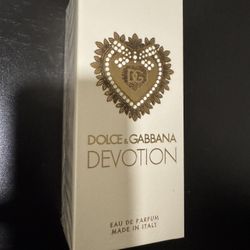 DG
DOLCE & GABBANA
DEVOTION
EAU DE PARFUM
MADE IN ITALY